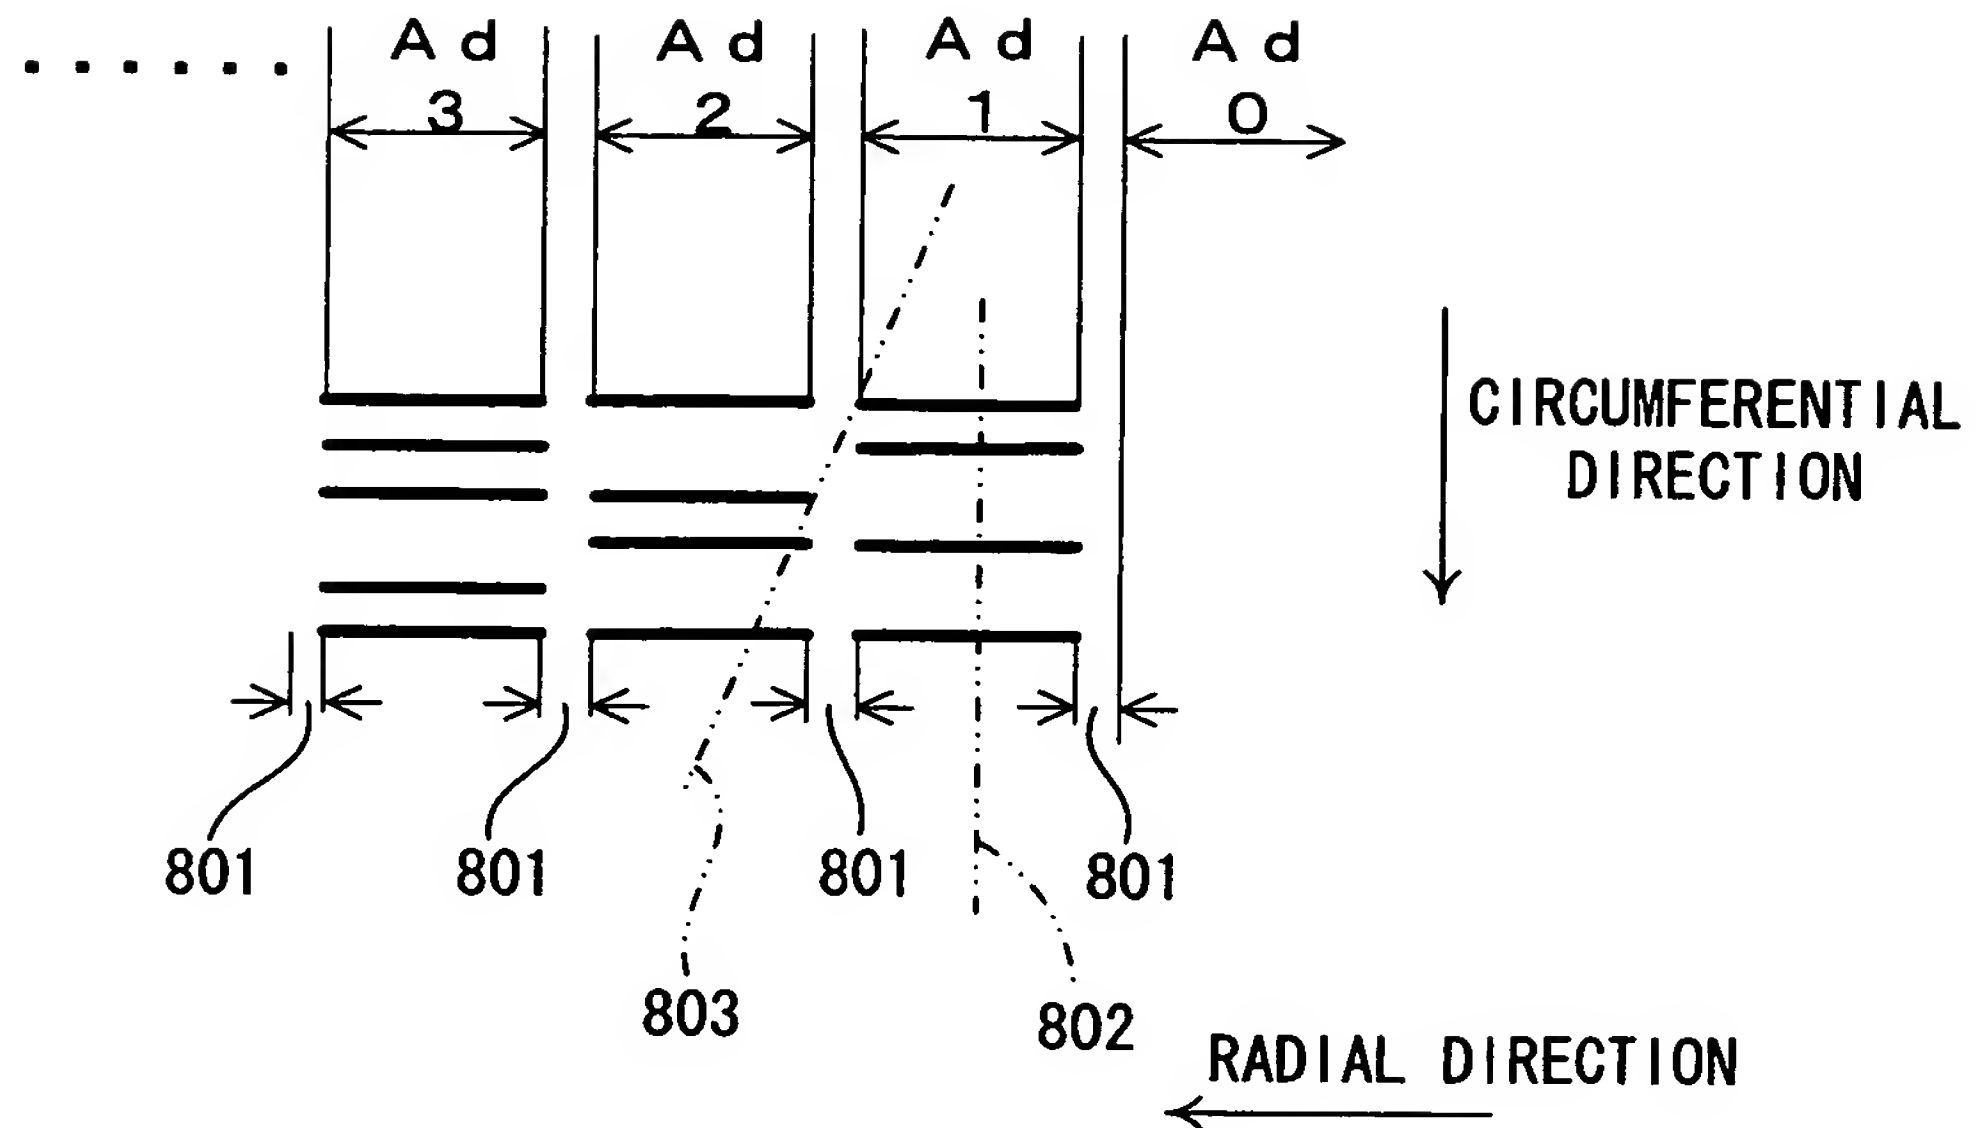 Ad Ad Ad Ad
3 2 1 0
CIRCUMFERENTIAL
DIRECTION
801 801 801 801
803 802
RADIAL DIRECTION